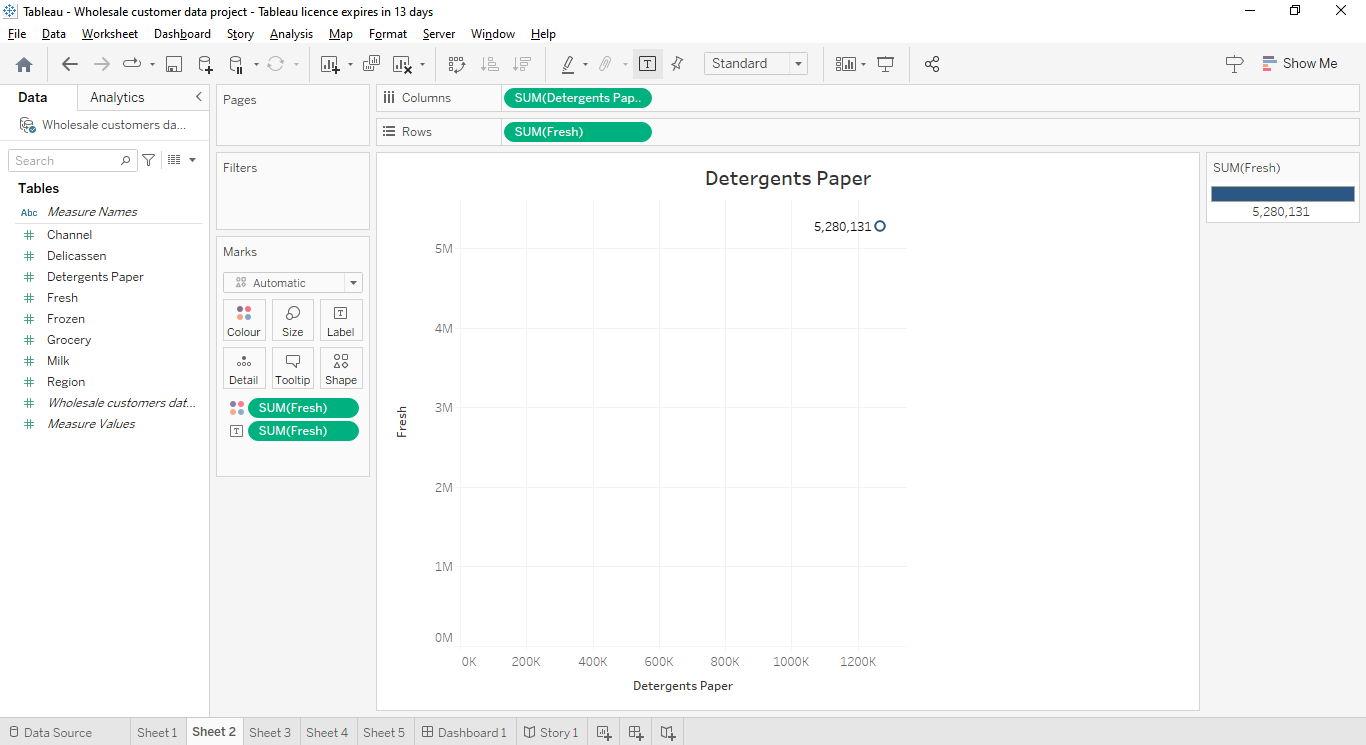 Tableau - Wholesale customer data project - Tableau licence expires in 13 days
File Data Worksheet Dashboard Story Analysis Map Format Server Window Help
Standard
Show Me
Data Analytics
Wholesale customers da...
Search
Tables
Abc Measure Names
Channel
Delicassen
Detergents Paper
Fresh
Frozen
Grocery
Milk
Region
Wholesale customers dat...
Measure Values
Pages
Filters
Marks
Automatic
Colour Size Label
Detail Tooltip Shape
SUM(Fresh)
SUM(Fresh)
Columns SUM(Detergents Pap..
Rows SUM(Fresh)
Detergents Paper
5,280,131
5M
4M
3M
2M
1M
0M
Fresh
0K 200K 400K 600K 800K 1000K 1200K
Detergents Paper
SUM(Fresh)
5,280,131
Data Source Sheet 1 Sheet 2 Sheet 3 Sheet 4 Sheet 5 Dashboard 1 Story 1